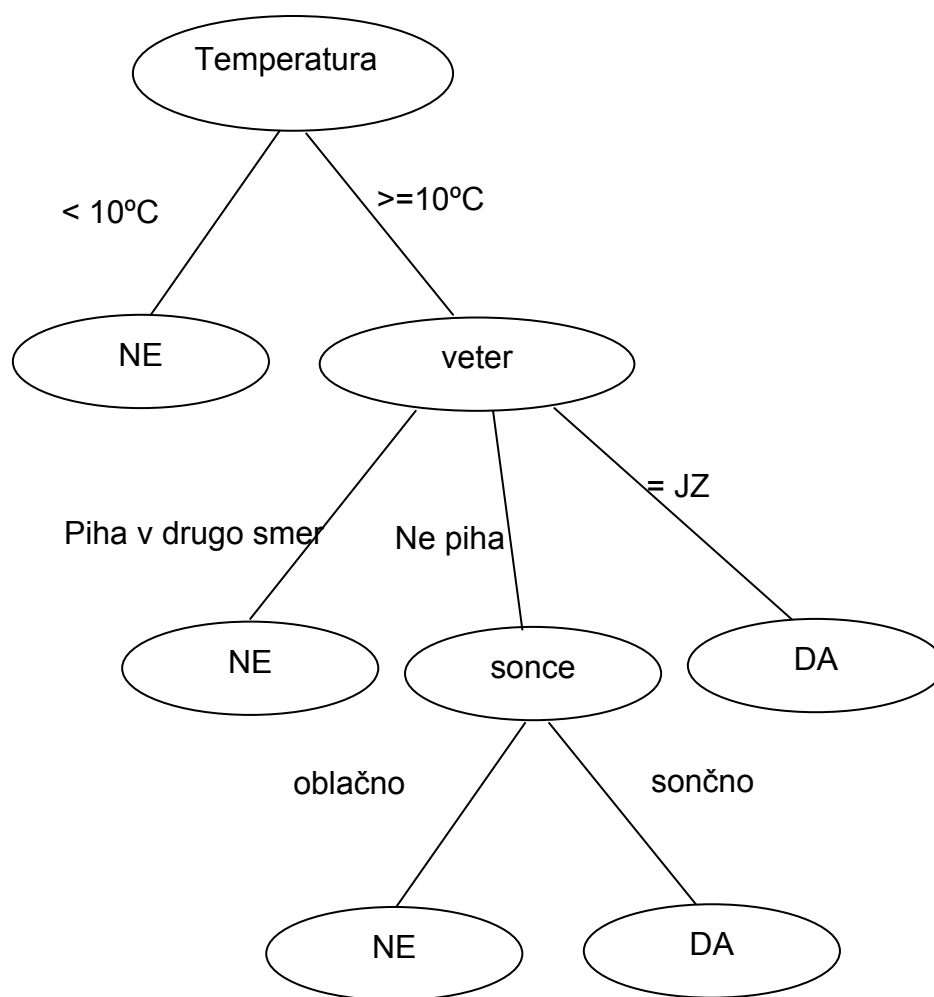 Temperatura
< 10ºC
>=10ºC
NE
veter
= JZ
Piha v drugo smer
Ne piha
NE
sonce
DA
oblačno
sončno
NE
DA